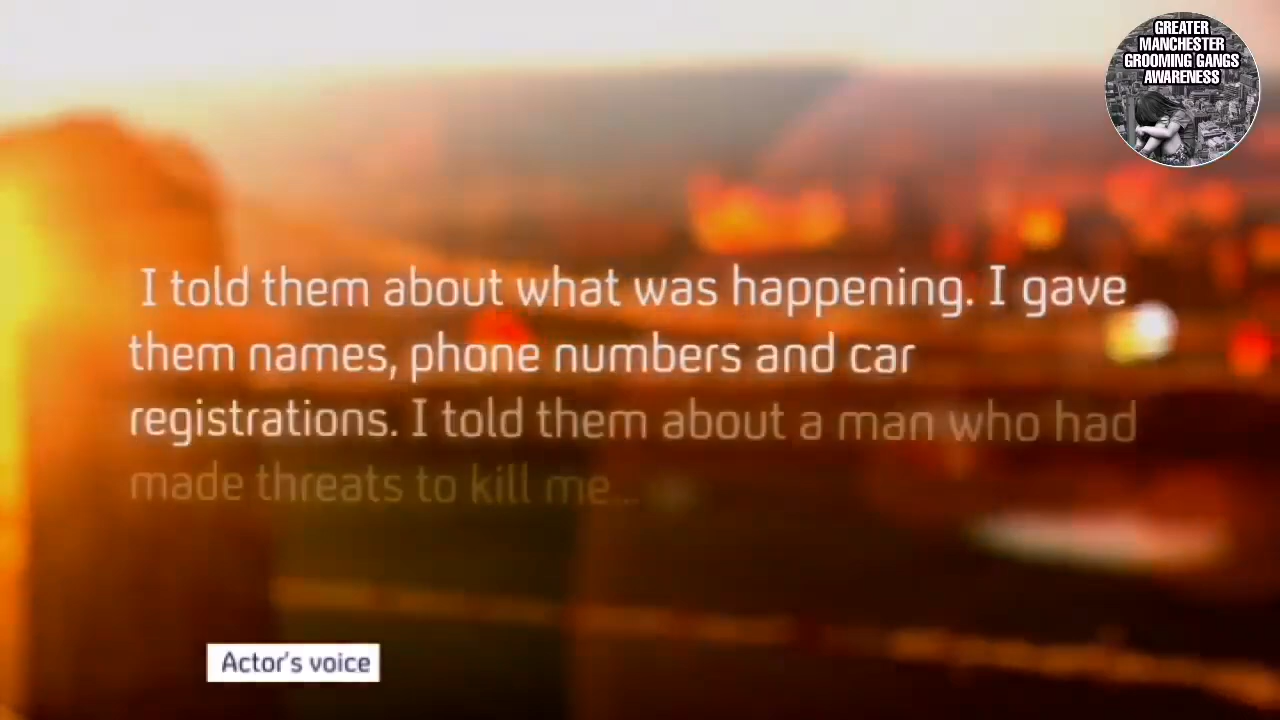 GREATER
MANCHESTER
GROOMING GANGS
AWARENESS
I told them about what was happening. I gave
them names, phone numbers and car
registrations. I told them about a man who had
made threats to kill me...
Actor's voice